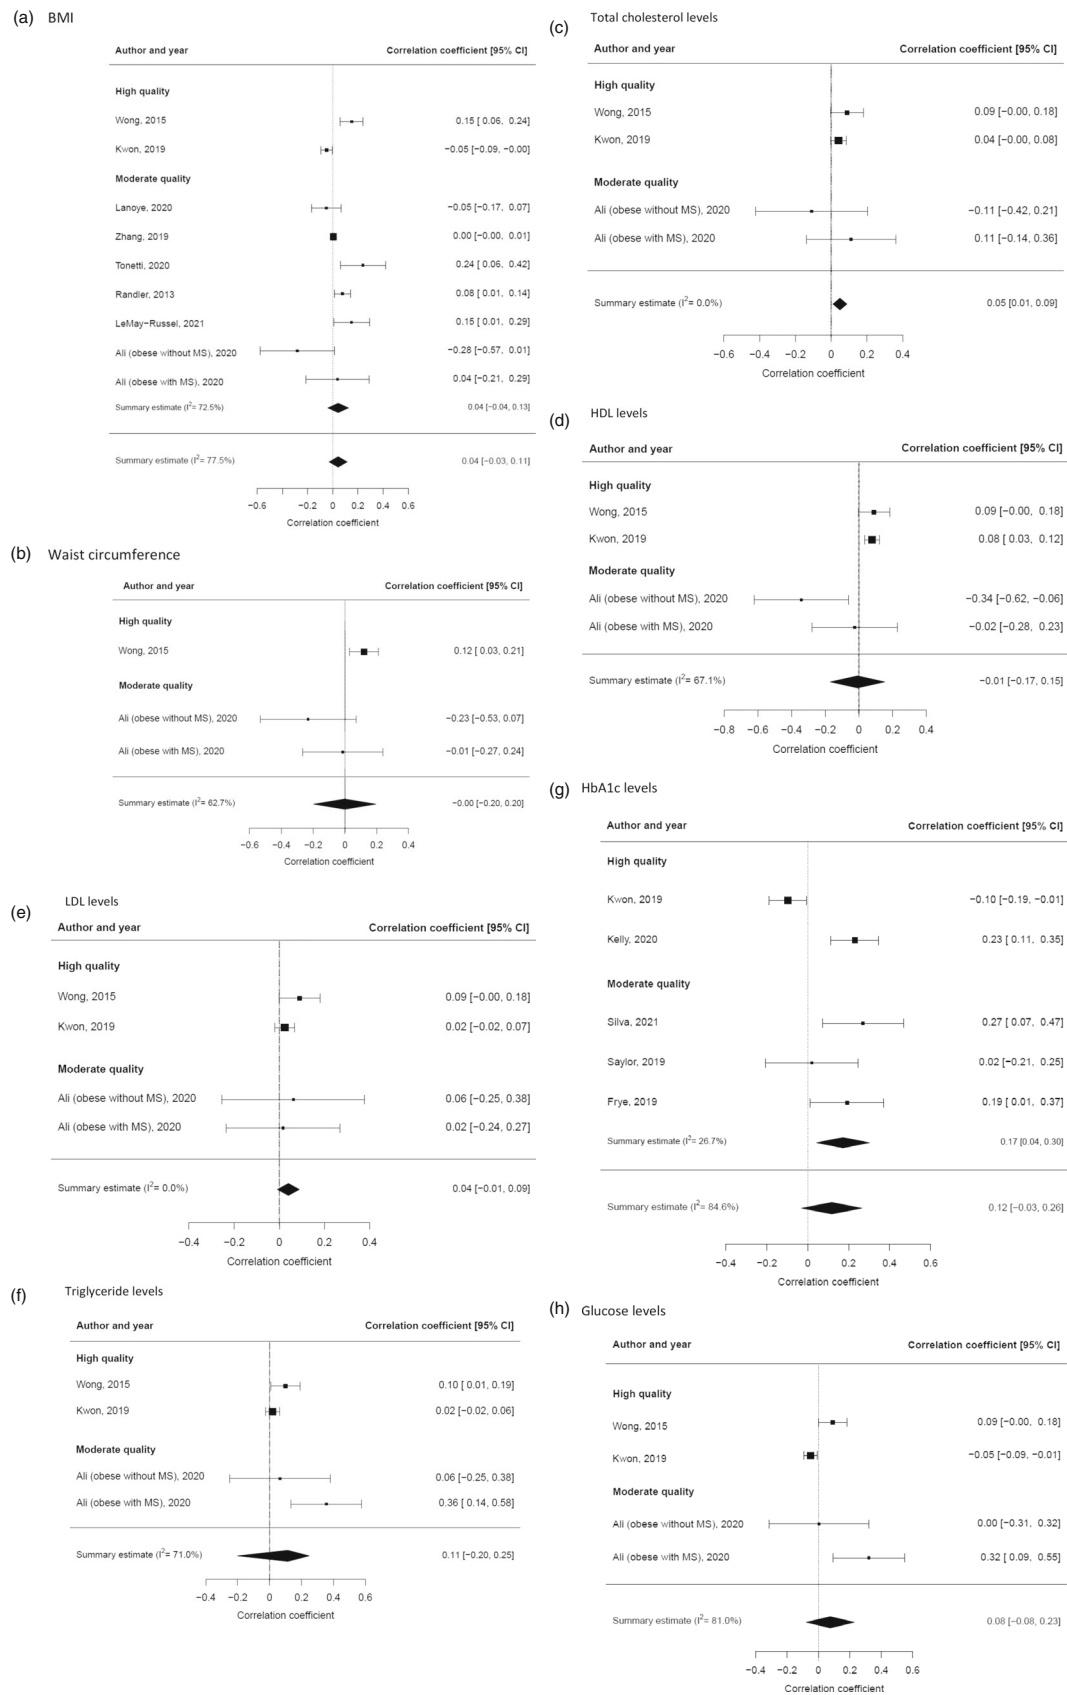 (a) BMI
Author and year Correlation coefficient [95% CI]
High quality
Wong, 2015 0.15 [ 0.06, 0.24]
Kwon, 2019 −0.05 [−0.09, −0.00]
Moderate quality
Lanoye, 2020 −0.05 [−0.17, 0.07]
Zhang, 2019 0.00 [−0.00, 0.01]
Tonetti, 2020 0.24 [ 0.06, 0.42]
Randler, 2013 0.08 [ 0.01, 0.14]
LeMay−Russel, 2021 0.15 [ 0.01, 0.29]
Ali (obese without MS), 2020 −0.28 [−0.57, 0.01]
Ali (obese with MS), 2020 0.04 [−0.21, 0.29]
Summary estimate (I²= 72.5%) 0.04 [−0.04, 0.13]
Summary estimate (I²= 77.5%) 0.04 [−0.03, 0.11]
−0.6 −0.2 0 0.2 0.4 0.6
Correlation coefficient
(b) Waist circumference
Author and year Correlation coefficient [95% CI]
High quality
Wong, 2015 0.12 [ 0.03, 0.21]
Moderate quality
Ali (obese without MS), 2020 −0.23 [−0.53, 0.07]
Ali (obese with MS), 2020 −0.01 [−0.27, 0.24]
Summary estimate (I²= 62.7%) −0.00 [−0.20, 0.20]
−0.6 −0.4 −0.2 0 0.2 0.4
Correlation coefficient
(e) LDL levels
Author and year Correlation coefficient [95% CI]
High quality
Wong, 2015 0.09 [−0.00, 0.18]
Kwon, 2019 0.02 [−0.02, 0.07]
Moderate quality
Ali (obese without MS), 2020 0.06 [−0.25, 0.38]
Ali (obese with MS), 2020 0.02 [−0.24, 0.27]
Summary estimate (I²= 0.0%) 0.04 [−0.01, 0.09]
−0.4 −0.2 0 0.2 0.4
Correlation coefficient
(f) Triglyceride levels
Author and year Correlation coefficient [95% CI]
High quality
Wong, 2015 0.10 [ 0.01, 0.19]
Kwon, 2019 0.02 [−0.02, 0.06]
Moderate quality
Ali (obese without MS), 2020 0.06 [−0.25, 0.38]
Ali (obese with MS), 2020 0.36 [ 0.14, 0.58]
Summary estimate (I²= 71.0%) 0.11 [−0.20, 0.25]
−0.4 −0.2 0 0.2 0.4 0.6
Correlation coefficient
(c) Total cholesterol levels
Author and year Correlation coefficient [95% CI]
High quality
Wong, 2015 0.09 [−0.00, 0.18]
Kwon, 2019 0.04 [−0.00, 0.08]
Moderate quality
Ali (obese without MS), 2020 −0.11 [−0.42, 0.21]
Ali (obese with MS), 2020 0.11 [−0.14, 0.36]
Summary estimate (I²= 0.0%) 0.05 [0.01, 0.09]
−0.6 −0.4 −0.2 0 0.2 0.4
Correlation coefficient
(d) HDL levels
Author and year Correlation coefficient [95% CI]
High quality
Wong, 2015 0.09 [−0.00, 0.18]
Kwon, 2019 0.08 [ 0.03, 0.12]
Moderate quality
Ali (obese without MS), 2020 −0.34 [−0.62, −0.06]
Ali (obese with MS), 2020 −0.02 [−0.28, 0.23]
Summary estimate (I²= 67.1%) −0.01 [−0.17, 0.15]
−0.8 −0.6 −0.4 −0.2 0 0.2 0.4
Correlation coefficient
(g) HbA1c levels
Author and year Correlation coefficient [95% CI]
High quality
Kwon, 2019 −0.10 [−0.19, −0.01]
Kelly, 2020 0.23 [ 0.11, 0.35]
Moderate quality
Silva, 2021 0.27 [ 0.07, 0.47]
Saylor, 2019 0.02 [−0.21, 0.25]
Frye, 2019 0.19 [ 0.01, 0.37]
Summary estimate (I²= 26.7%) 0.17 [0.04, 0.30]
Summary estimate (I²= 84.6%) 0.12 [−0.03, 0.26]
−0.4 −0.2 0 0.2 0.4 0.6
Correlation coefficient
(h) Glucose levels
Author and year Correlation coefficient [95% CI]
High quality
Wong, 2015 0.09 [−0.00, 0.18]
Kwon, 2019 −0.05 [−0.09, −0.01]
Moderate quality
Ali (obese without MS), 2020 0.00 [−0.31, 0.32]
Ali (obese with MS), 2020 0.32 [ 0.09, 0.55]
Summary estimate (I²= 81.0%) 0.08 [−0.08, 0.23]
−0.4 −0.2 0 0.2 0.4 0.6
Correlation coefficient